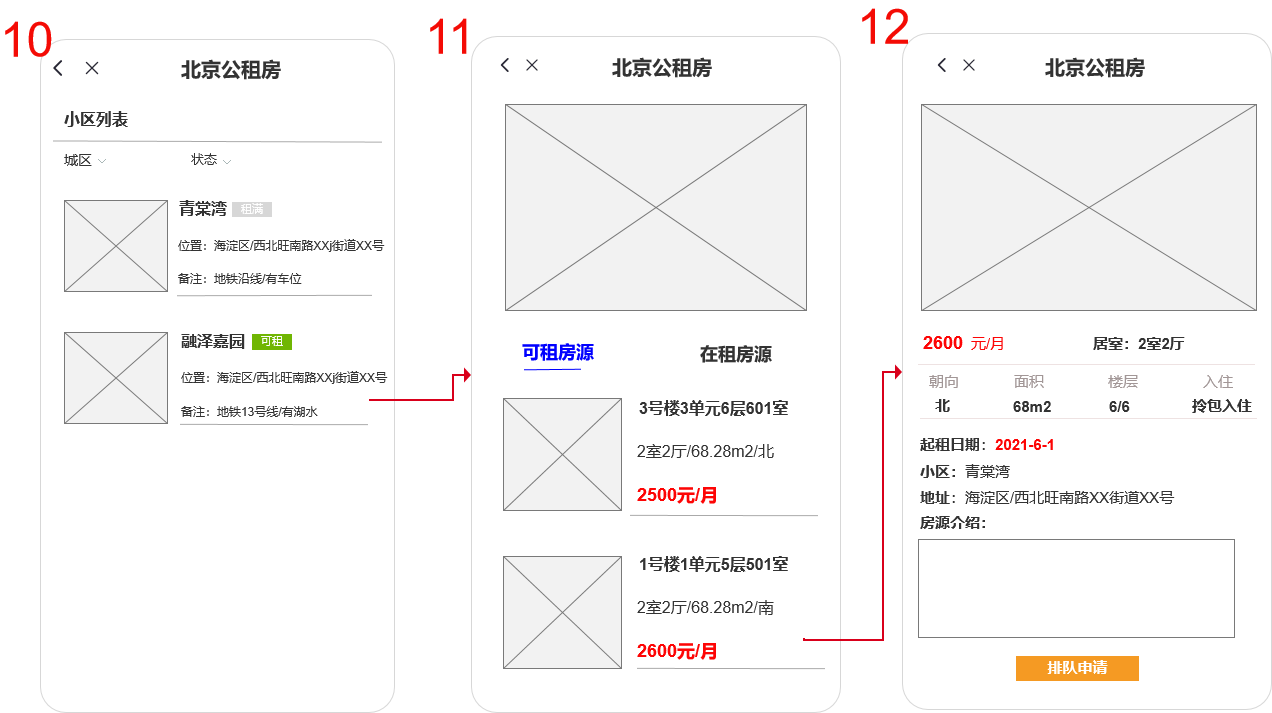 10
北京公租房
小区列表
城区 状态
青棠湾 租满
位置：海淀区/西北旺南路XXj街道XX号
备注：地铁沿线/有车位
融泽嘉园 可租
位置：海淀区/西北旺南路XXj街道XX号
备注：地铁13号线/有湖水
11
北京公租房
可租房源 在租房源
3号楼3单元6层601室
2室2厅/68.28m2/北
2500元/月
1号楼1单元5层501室
2室2厅/68.28m2/南
2600元/月
12
北京公租房
2600 元/月 居室：2室2厅
朝向 面积 楼层 入住
北 68m2 6/6 拎包入住
起租日期：2021-6-1
小区：青棠湾
地址：海淀区/西北旺南路XX街道XX号
房源介绍：
排队申请